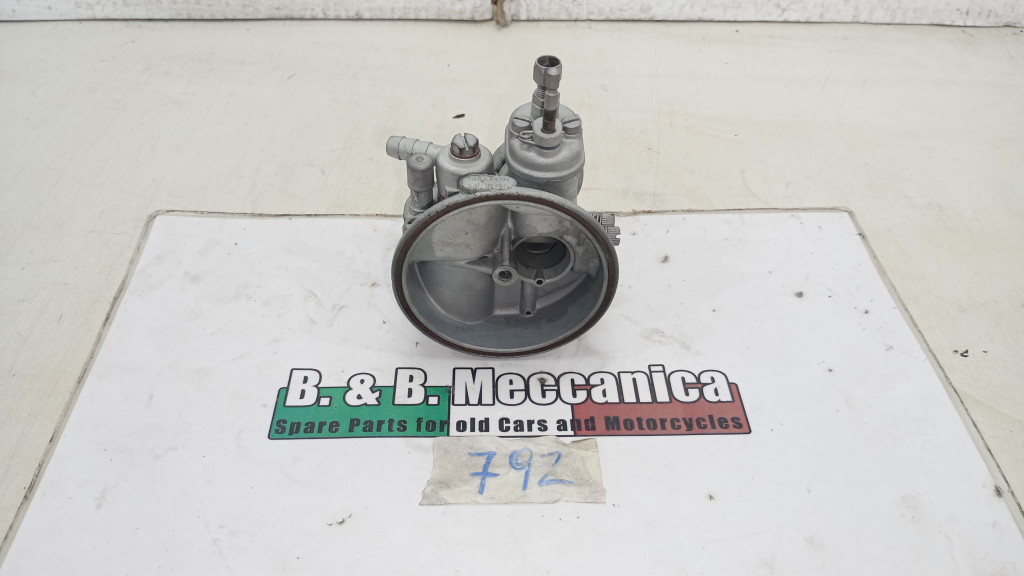 B. & B. Meccanica
Spare Parts for old Cars and Motorcycles
792